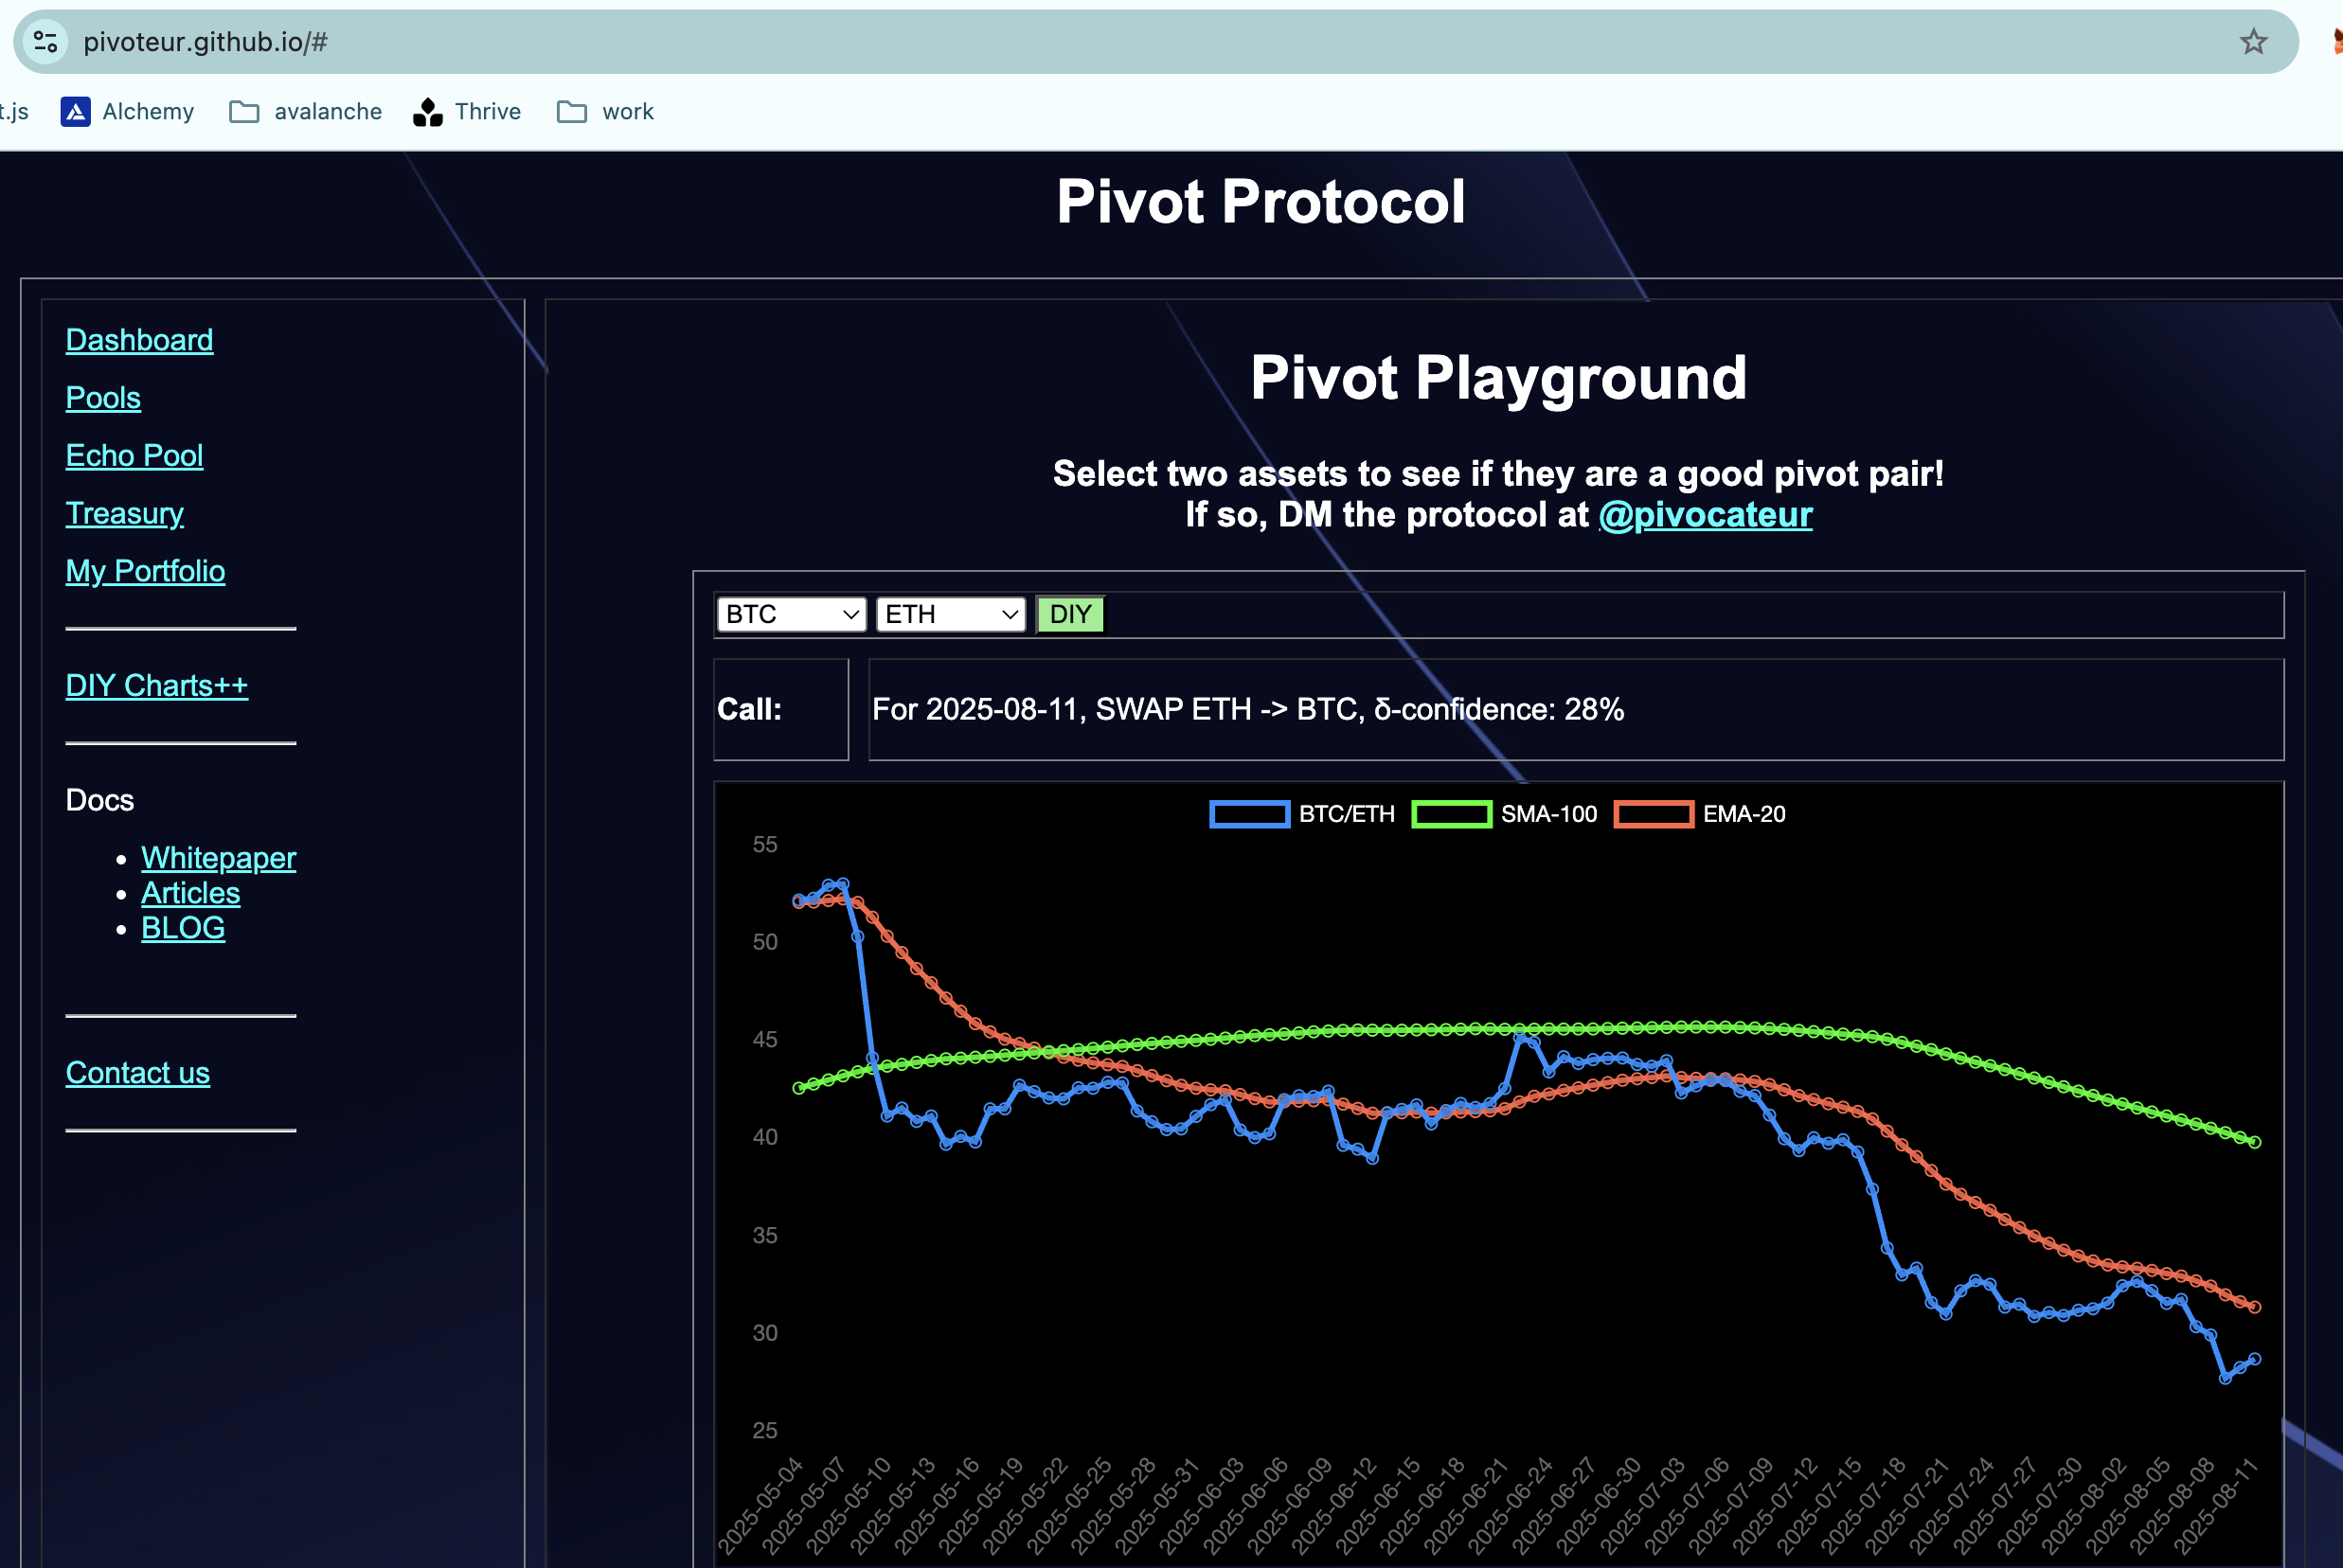 pivoteur.github.io/#
t.js Alchemy avalanche Thrive work
Pivot Protocol
Dashboard
Pools
Echo Pool
Treasury
My Portfolio
DIY Charts++
Docs
Whitepaper
Articles
BLOG
Contact us
Pivot Playground
Select two assets to see if they are a good pivot pair!
If so, DM the protocol at @pivocateur
BTC ETH DIY
Call: For 2025-08-11, SWAP ETH -> BTC, δ-confidence: 28%
BTC/ETH SMA-100 EMA-20
55
50
45
40
35
30
25
2025-05-04 2025-05-07 2025-05-10 2025-05-13 2025-05-16 2025-05-19 2025-05-22 2025-05-25 2025-05-28 2025-05-31 2025-06-03 2025-06-06 2025-06-09 2025-06-12 2025-06-15 2025-06-18 2025-06-21 2025-06-24 2025-06-27 2025-06-30 2025-07-03 2025-07-06 2025-07-09 2025-07-12 2025-07-15 2025-07-18 2025-07-21 2025-07-24 2025-07-27 2025-07-30 2025-08-02 2025-08-05 2025-08-08 2025-08-11